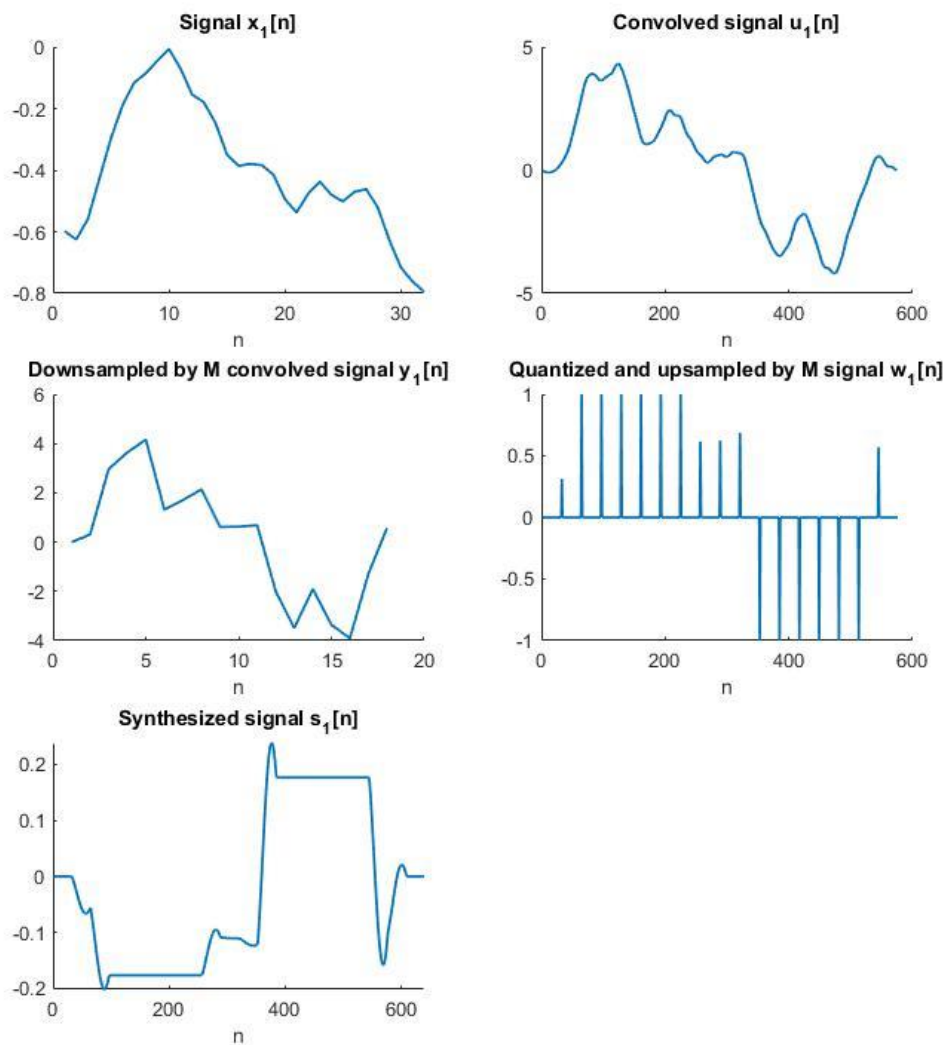 Signal x₁[n]
0
-0.2
-0.4
-0.6
-0.8
0 10 20 30
n
Convolved signal u₁[n]
5
0
-5
0 200 400 600
n
Downsampled by M convolved signal y₁[n]
6
4
2
0
-2
-4
0 5 10 15 20
n
Quantized and upsampled by M signal w₁[n]
1
0.5
0
-0.5
-1
0 200 400 600
n
Synthesized signal s₁[n]
0.2
0.1
0
-0.1
-0.2
0 200 400 600
n